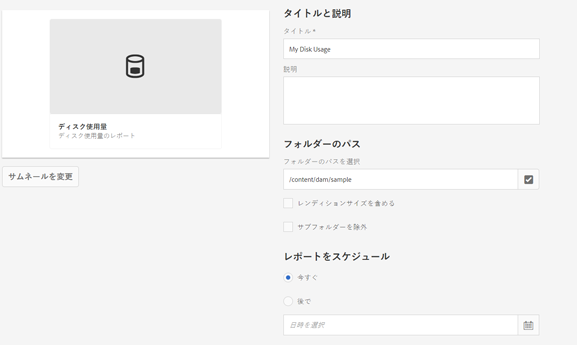 ディスク使用量
ディスク使用量のレポート
サムネールを変更
タイトルと説明
タイトル *
My Disk Usage
説明
フォルダーのパス
フォルダーのパスを選択
/content/dam/sample
レンディションサイズを含める
サブフォルダーを除外
レポートをスケジュール
今すぐ
後で
日時を選択